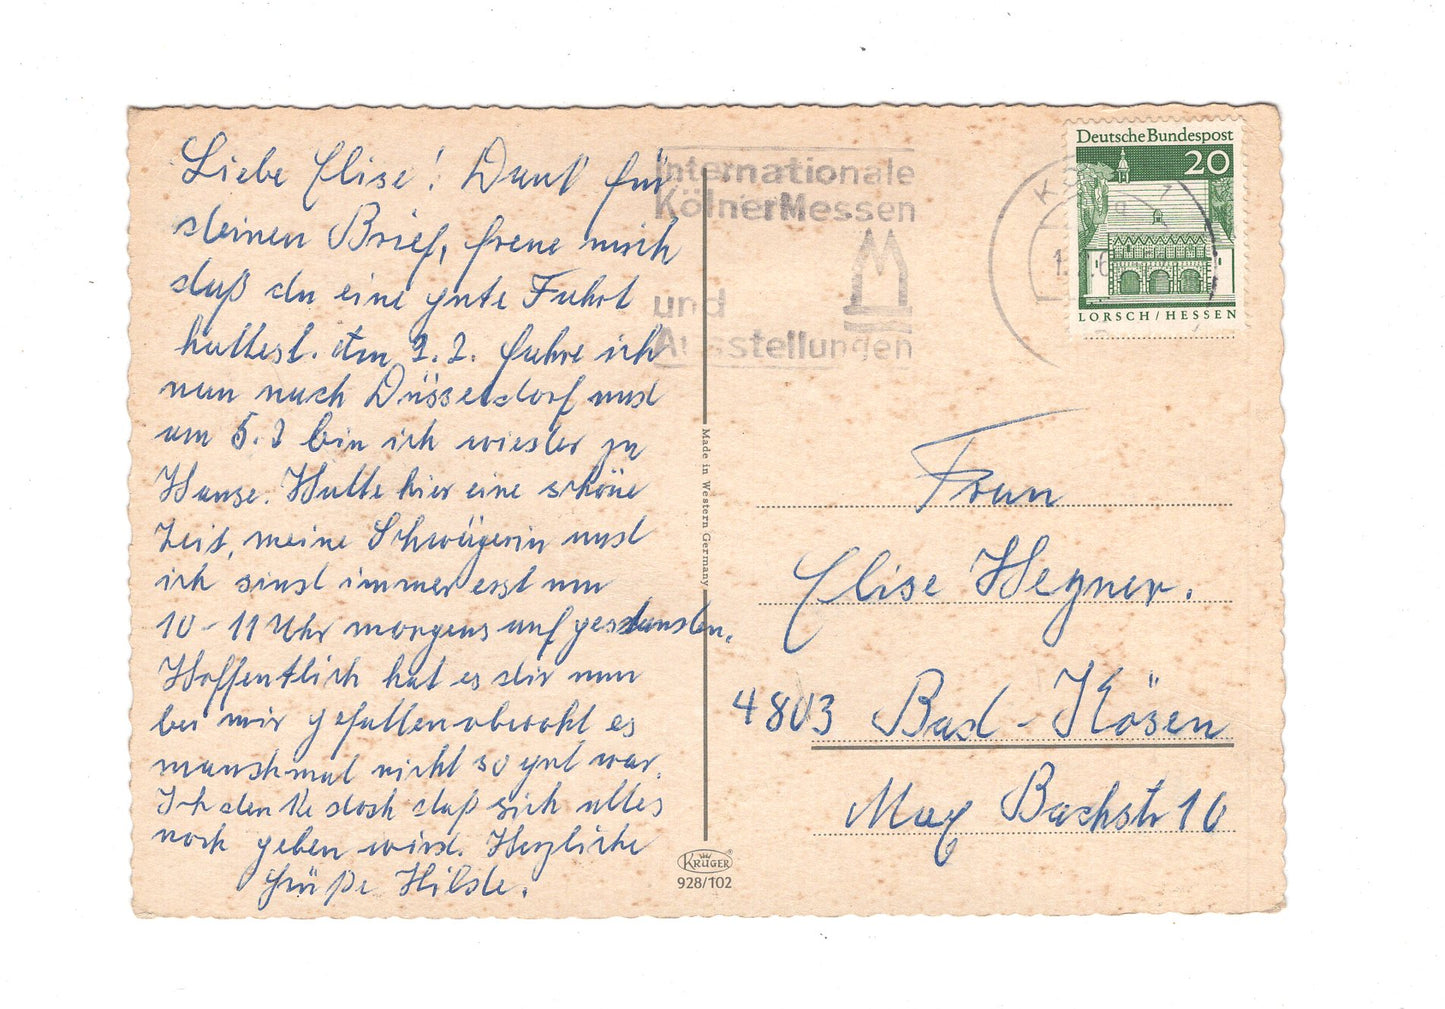 Liebe Elise! Dank für
deinen Brief, freue mich
daß du eine gute Fahrt
hattest. Am 2.2. fahre ich
nun nach Düsseldorf und
am 5.2 bin ich wieder zu
Hause. Hatte hier eine schöne
Zeit, meine Schwägerin und
ich sind immer erst um
10-11 Uhr morgens aufgestanden.
Hoffentlich hat es dir nun
bei mir gefallen obwohl es
manchmal nicht so gut war.
Ich denke doch daß sich alles
noch geben wird. Herzliche
Grüße Hilde.
Internationale
KölnerMessen
und
Ausstellungen
Deutsche Bundespost
20
LORSCH/HESSEN
Made in Western Germany
Frau
Elise Hegner.
4803 Bad-Kösen
Max Bachstr 10
KRÜGER®
928/102